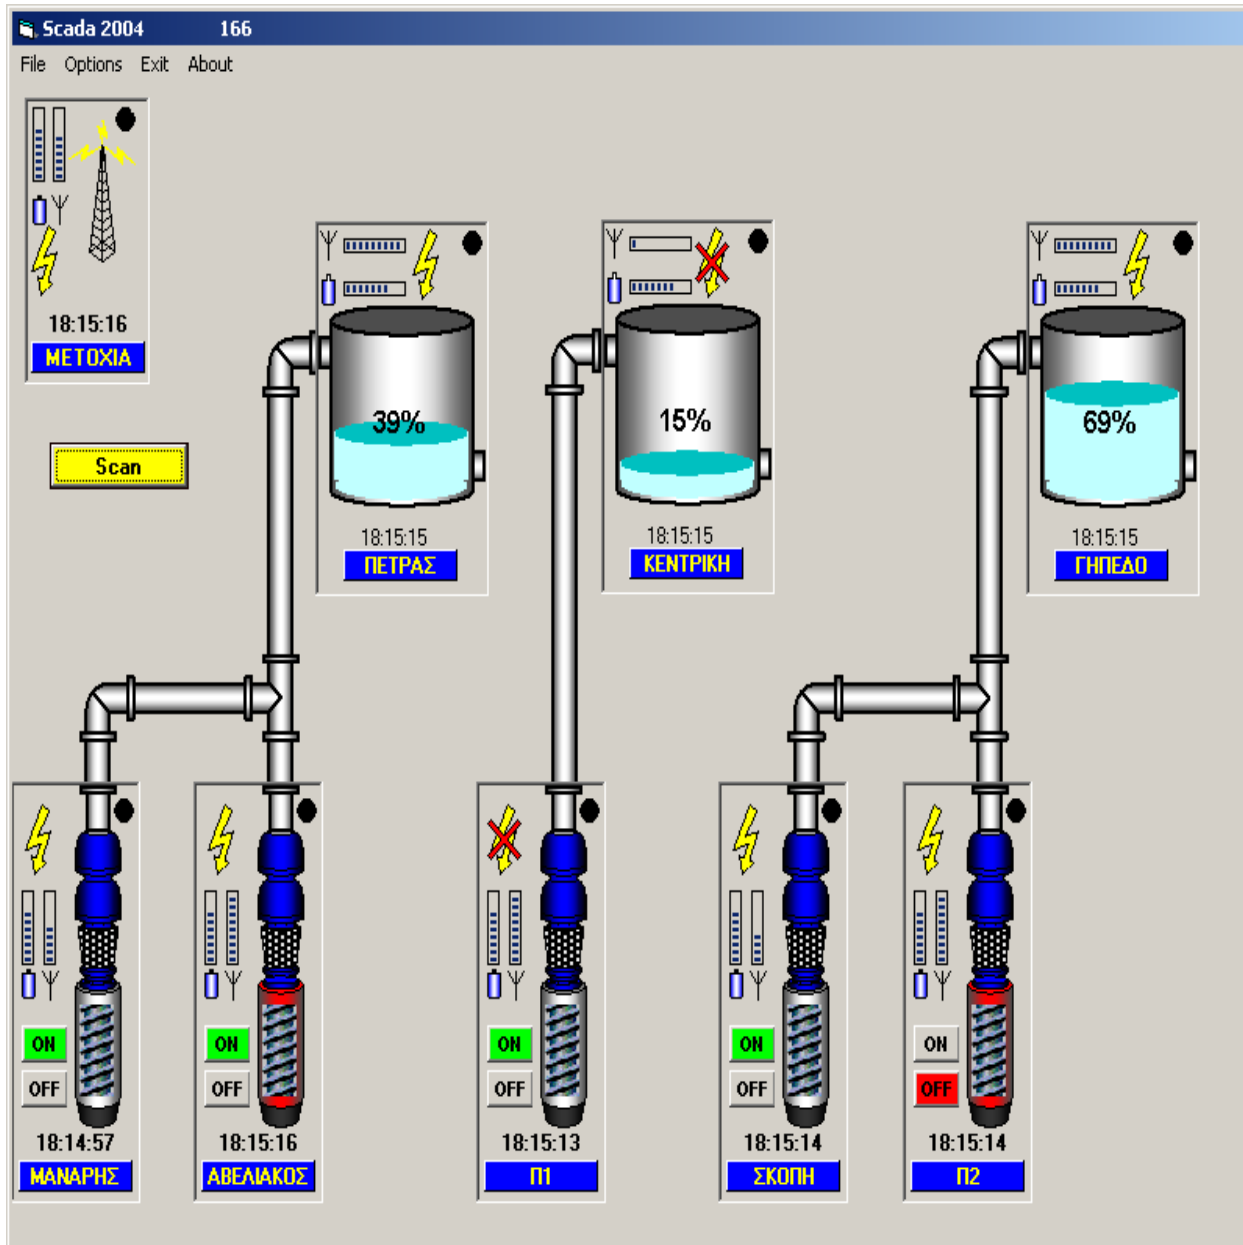 Scada 2004 166
File Options Exit About
18:15:16
ΜΕΤΟΧΙΑ
Scan
39%
18:15:15
ΠΕΤΡΑΣ
15%
18:15:15
ΚΕΝΤΡΙΚΗ
69%
18:15:15
ΓΗΠΕΔΟ
ON
OFF
18:14:57
ΜΑΝΑΡΗΣ
ON
OFF
18:15:16
ΑΒΕΛΙΑΚΟΣ
ON
OFF
18:15:13
Π1
ON
OFF
18:15:14
ΣΚΟΠΗ
ON
OFF
18:15:14
Π2